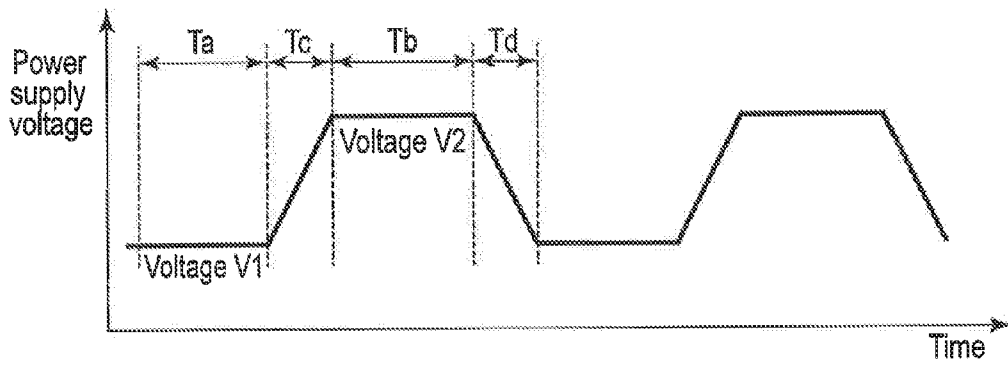 Ta
Tc
Tb
Td
Power
supply
voltage
Voltage V2
Voltage V1
Time